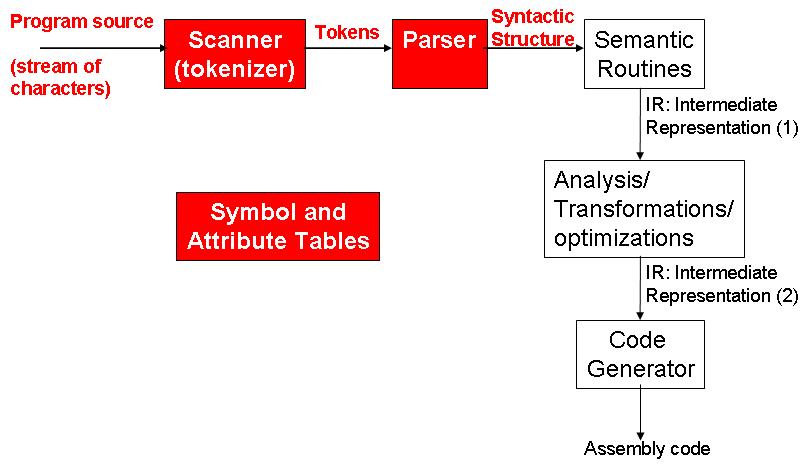 Program source
(stream of
characters)
Scanner
(tokenizer)
Tokens
Parser
Syntactic
Structure
Semantic
Routines
IR: Intermediate
Representation (1)
Analysis/
Transformations/
optimizations
Symbol and
Attribute Tables
IR: Intermediate
Representation (2)
Code
Generator
Assembly code